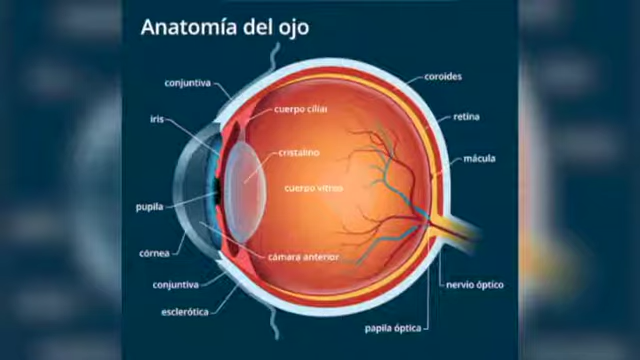 Anatomía del ojo
conjuntiva
coroides
cuerpo ciliar
iris
retina
cristalino
mácula
cuerpo vítreo
pupila
córnea
cámara anterior
conjuntiva
nervio óptico
esclerótica
papila óptica